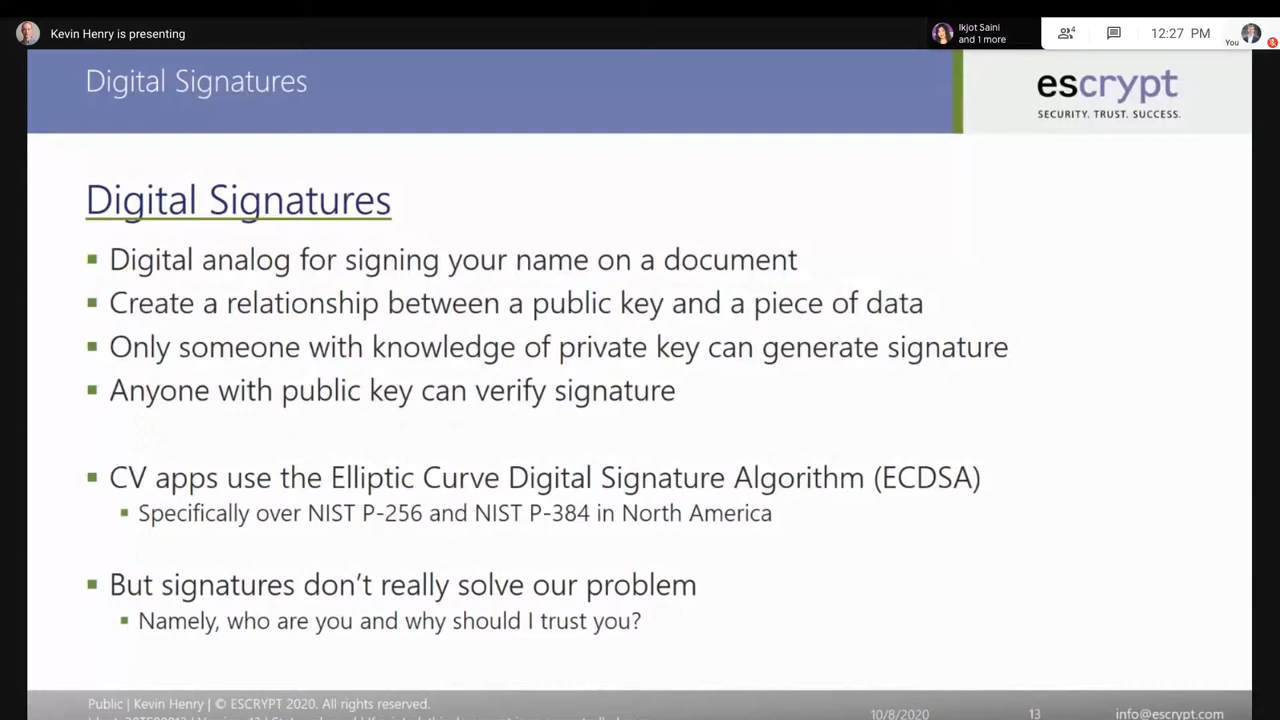 Kevin Henry is presenting
Ikjot Saini
and 1 more
4
12:27 PM
You
Digital Signatures
escrypt
SECURITY. TRUST. SUCCESS.
Digital Signatures
Digital analog for signing your name on a document
Create a relationship between a public key and a piece of data
Only someone with knowledge of private key can generate signature
Anyone with public key can verify signature
CV apps use the Elliptic Curve Digital Signature Algorithm (ECDSA)
Specifically over NIST P-256 and NIST P-384 in North America
But signatures don't really solve our problem
Namely, who are you and why should I trust you?
Public | Kevin Henry | © ESCRYPT 2020. All rights reserved.
10/8/2020
13
info@escrypt.com